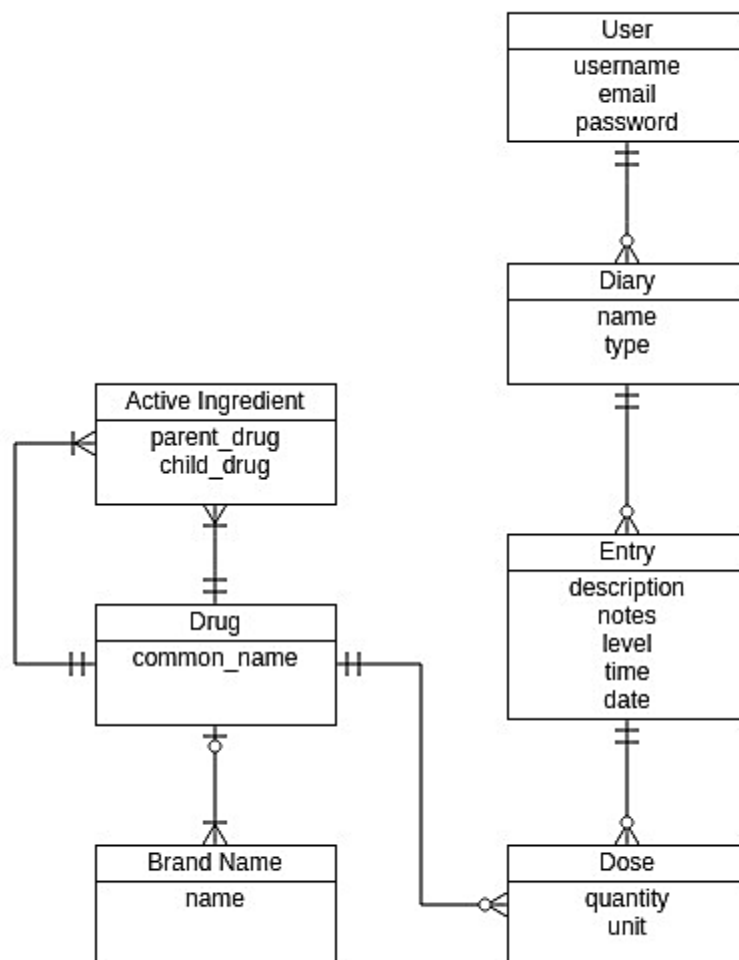 User
username
email
password
Diary
name
type
Active Ingredient
parent_drug
child_drug
Entry
description
notes
level
time
date
Drug
common_name
Brand Name
name
Dose
quantity
unit